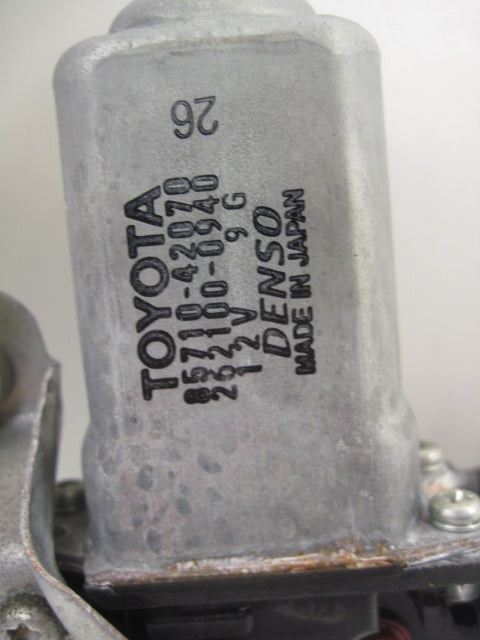 26
TOYOTA
85710-42070
262100-0940
12V 9G
DENSO
MADE IN JAPAN